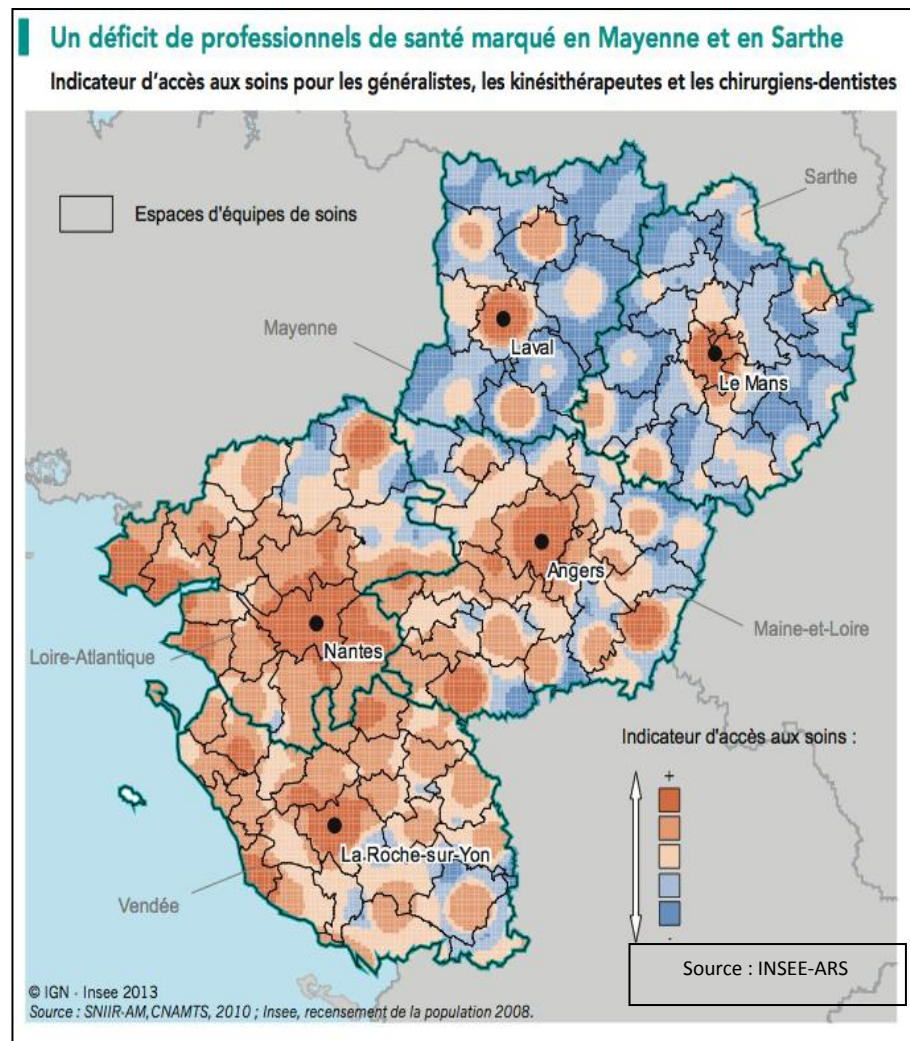 Un déficit de professionnels de santé marqué en Mayenne et en Sarthe
Indicateur d'accès aux soins pour les généralistes, les kinésithérapeutes et les chirurgiens-dentistes
Espaces d'équipes de soins
Sarthe
Mayenne
Laval
Le Mans
Angers
Maine-et-Loire
Nantes
Loire-Atlantique
Indicateur d'accès aux soins :
+
La Roche-sur-Yon
Vendée
-
Source : INSEE-ARS
© IGN - Insee 2013
Source : SNIIR-AM,CNAMTS, 2010 ; Insee, recensement de la population 2008.